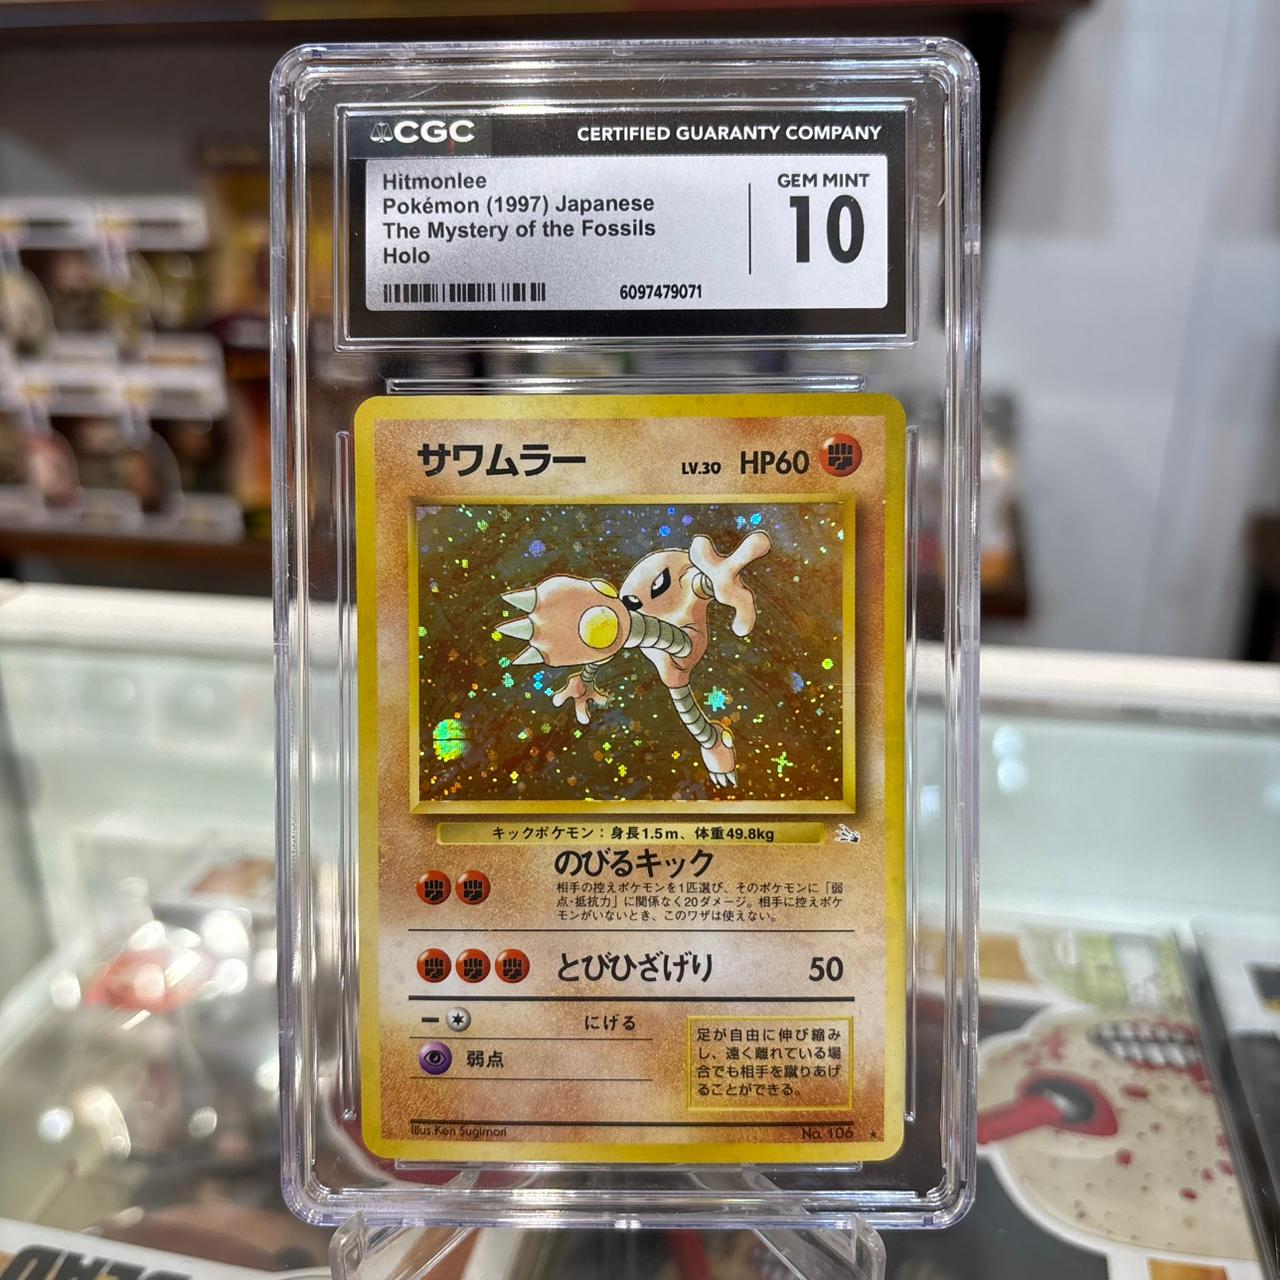 CGC
CERTIFIED GUARANTY COMPANY
Hitmonlee
Pokémon (1997) Japanese
The Mystery of the Fossils
Holo
GEM MINT
10
6097479071
サワムラー
LV.30 HP60
キックポケモン：身長1.5m、体重49.8kg
のびるキック
相手の控えポケモンを1匹選び、そのポケモンに「弱
点・抵抗力」に関係なく20ダメージ。相手に控えポケ
モンがいないとき、このワザは使えない。
とびひざげり 50
にげる
弱点
足が自由に伸び縮み
し、遠く離れている場
合でも相手を蹴りあげ
ることができる。
Illus.Ken Sugimori
No. 106
DEAD